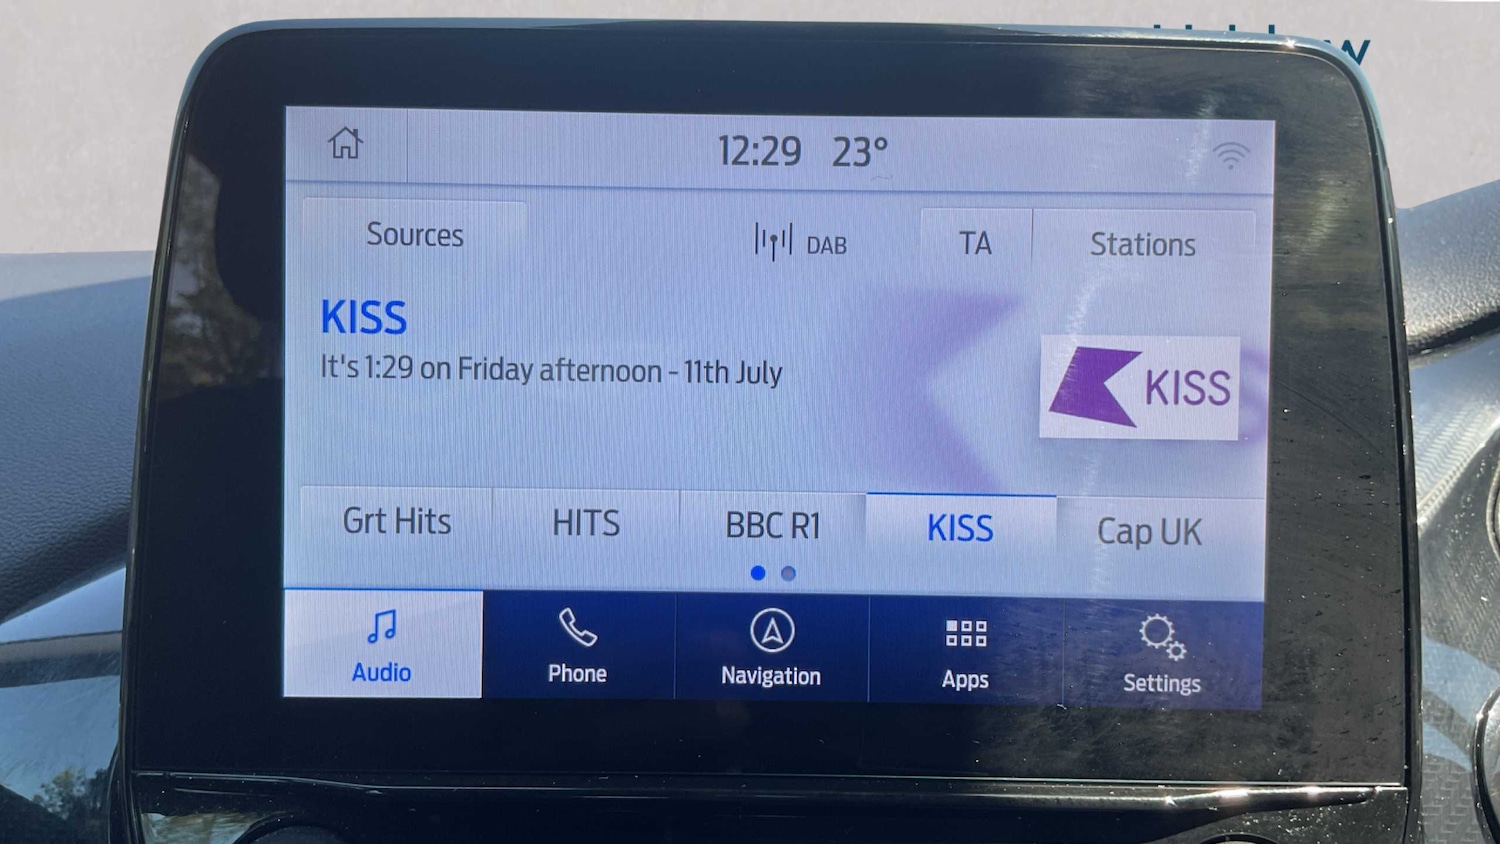 12:29 23°
Sources
DAB
TA
Stations
KISS
It's 1:29 on Friday afternoon - 11th July
KISS
Grt Hits
HITS
BBC R1
KISS
Cap UK
Audio
Phone
Navigation
Apps
Settings